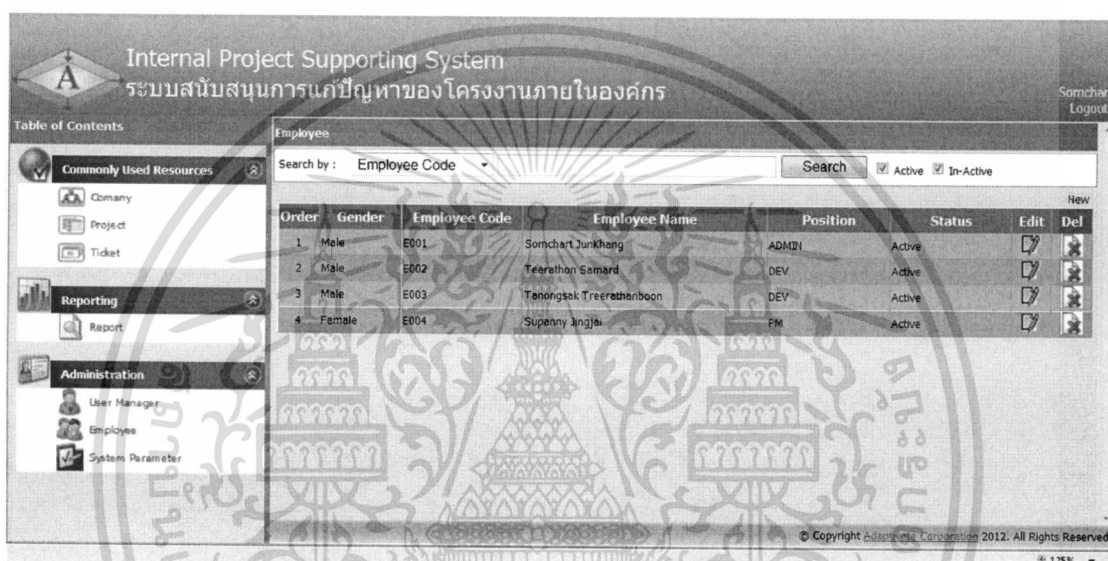 Internal Project Supporting System
ระบบสนับสนุนการแก้ปัญหาของโครงงานภายในองค์กร
Somchart
Logout
Table of Contents
Commonly Used Resources
Comany
Project
Ticket
Reporting
Report
Administration
User Manager
Employee
System Parameter
Employee
Search by : Employee Code Search Active In-Active
New
Order Gender Employee Code Employee Name Position Status Edit Del
1 Male E001 Somchart JunKhang ADMIN Active
2 Male E002 Teerathon Samard DEV Active
3 Male E003 Tanongsak Treerathanboon DEV Active
4 Female E004 Supanny Jingjai PM Active
© Copyright Corporation 2012. All Rights Reserved
125%